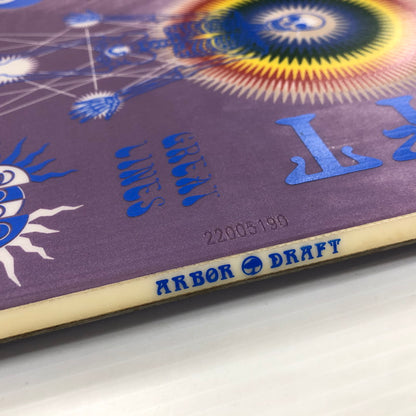 GREAT
LINES
22005190
ARBOR DRAFT